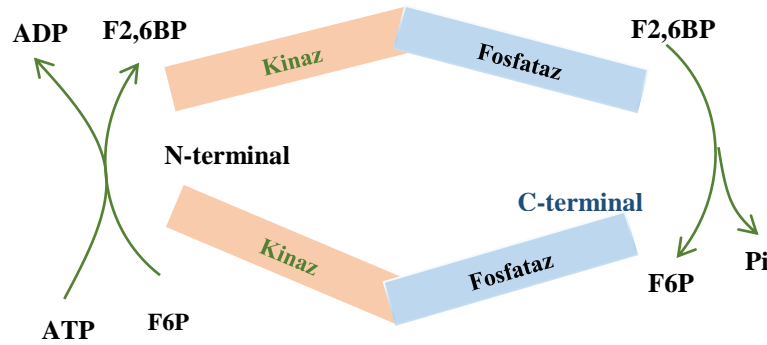 ADP
F2,6BP
Kinaz
Fosfataz
F2,6BP
N-terminal
C-terminal
Kinaz
Fosfataz
ATP
F6P
F6P
Pi